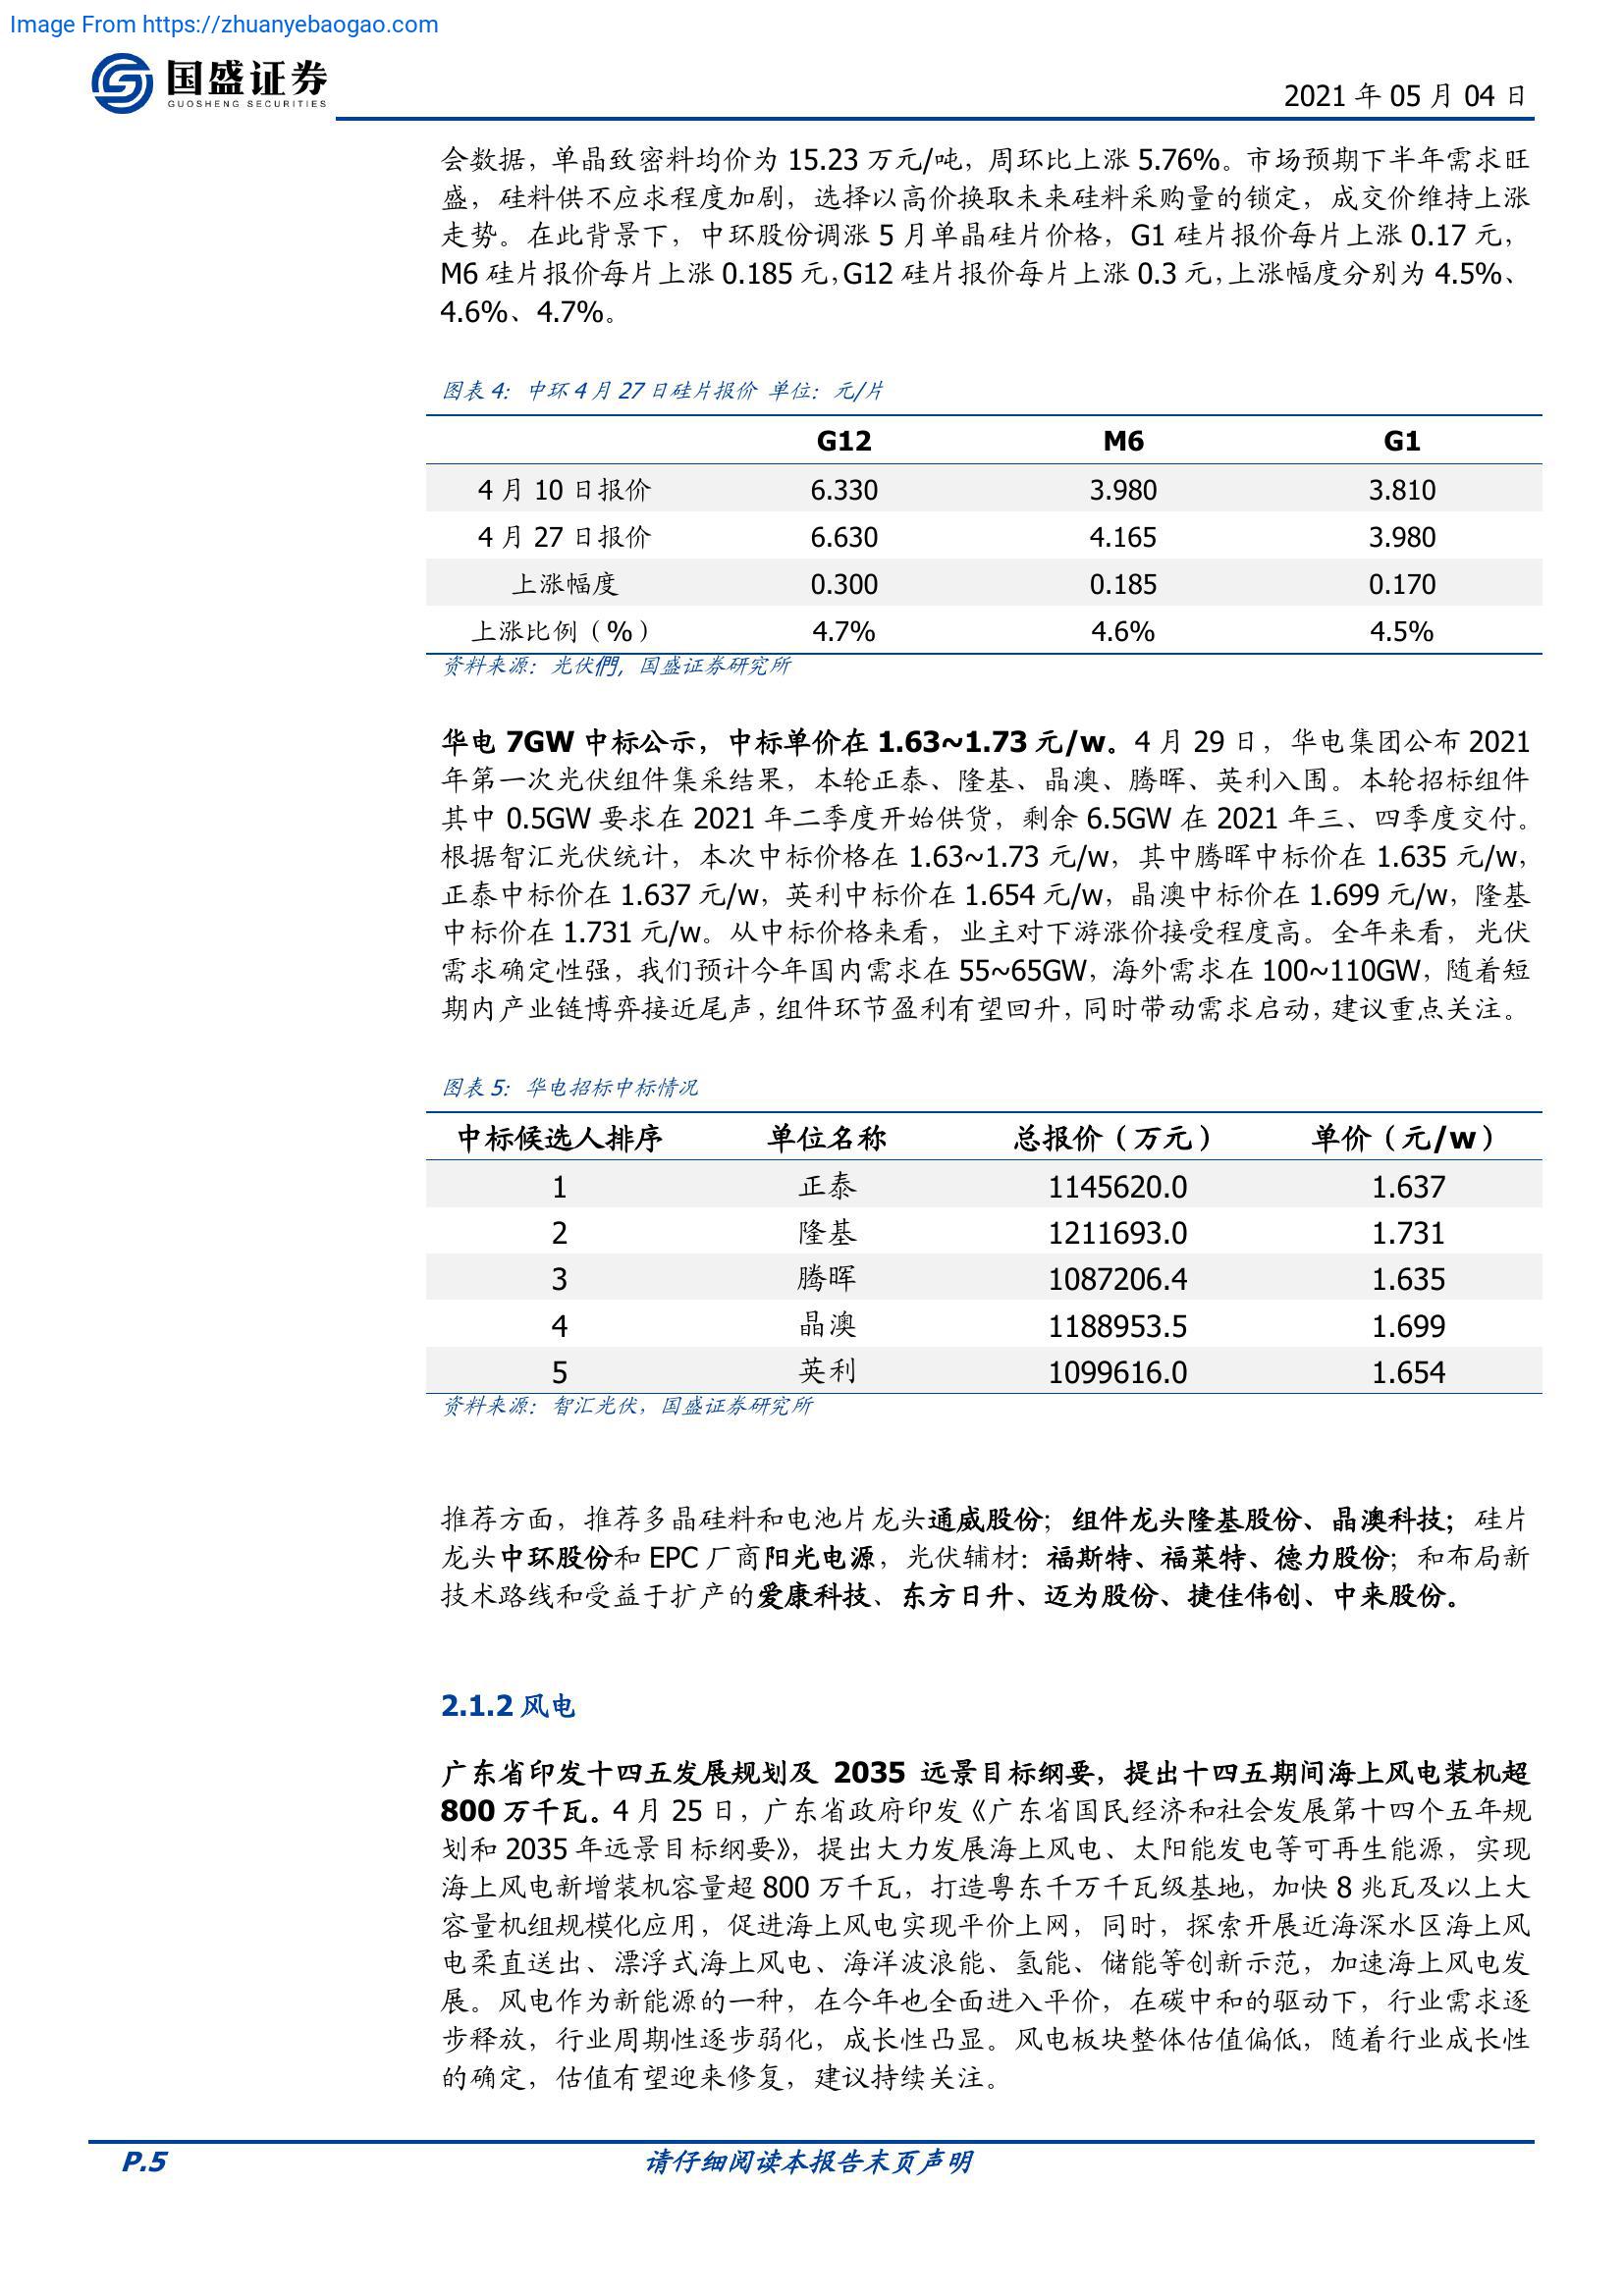 Image From https://zhuanyebaogao.com
国盛证券
GUOSHENG SECURITIES
2021 年 05 月 04 日
会数据，单晶致密料均价为 15.23 万元/吨，周环比上涨 5.76%。市场预期下半年需求旺
盛，硅料供不应求程度加剧，选择以高价换取未来硅料采购量的锁定，成交价维持上涨
走势。在此背景下，中环股份调涨 5 月单晶硅片价格，G1 硅片报价每片上涨 0.17 元，
M6 硅片报价每片上涨 0.185 元，G12 硅片报价每片上涨 0.3 元，上涨幅度分别为 4.5%、
4.6%、4.7%。
图表 4：中环 4 月 27 日硅片报价 单位：元/片
G12 M6 G1
4 月 10 日报价 6.330 3.980 3.810
4 月 27 日报价 6.630 4.165 3.980
上涨幅度 0.300 0.185 0.170
上涨比例（%） 4.7% 4.6% 4.5%
资料来源：光伏們，国盛证券研究所
华电 7GW 中标公示，中标单价在 1.63~1.73 元/w。4 月 29 日，华电集团公布 2021
年第一次光伏组件集采结果，本轮正泰、隆基、晶澳、腾晖、英利入围。本轮招标组件
其中 0.5GW 要求在 2021 年二季度开始供货，剩余 6.5GW 在 2021 年三、四季度交付。
根据智汇光伏统计，本次中标价格在 1.63~1.73 元/w，其中腾晖中标价在 1.635 元/w，
正泰中标价在 1.637 元/w，英利中标价在 1.654 元/w，晶澳中标价在 1.699 元/w，隆基
中标价在 1.731 元/w。从中标价格来看，业主对下游涨价接受程度高。全年来看，光伏
需求确定性强，我们预计今年国内需求在 55~65GW，海外需求在 100~110GW，随着短
期内产业链博弈接近尾声，组件环节盈利有望回升，同时带动需求启动，建议重点关注。
图表 5：华电招标中标情况
中标候选人排序 单位名称 总报价（万元） 单价（元/w）
1 正泰 1145620.0 1.637
2 隆基 1211693.0 1.731
3 腾晖 1087206.4 1.635
4 晶澳 1188953.5 1.699
5 英利 1099616.0 1.654
资料来源：智汇光伏，国盛证券研究所
推荐方面，推荐多晶硅料和电池片龙头通威股份；组件龙头隆基股份、晶澳科技；硅片
龙头中环股份和 EPC 厂商阳光电源，光伏辅材：福斯特、福莱特、德力股份；和布局新
技术路线和受益于扩产的爱康科技、东方日升、迈为股份、捷佳伟创、中来股份。
2.1.2 风电
广东省印发十四五发展规划及 2035 远景目标纲要，提出十四五期间海上风电装机超
800 万千瓦。4 月 25 日，广东省政府印发《广东省国民经济和社会发展第十四个五年规
划和 2035 年远景目标纲要》，提出大力发展海上风电、太阳能发电等可再生能源，实现
海上风电新增装机容量超 800 万千瓦，打造粤东千万千瓦级基地，加快 8 兆瓦及以上大
容量机组规模化应用，促进海上风电实现平价上网，同时，探索开展近海深水区海上风
电柔直送出、漂浮式海上风电、海洋波浪能、氢能、储能等创新示范，加速海上风电发
展。风电作为新能源的一种，在今年也全面进入平价，在碳中和的驱动下，行业需求逐
步释放，行业周期性逐步弱化，成长性凸显。风电板块整体估值偏低，随着行业成长性
的确定，估值有望迎来修复，建议持续关注。
P.5 请仔细阅读本报告末页声明